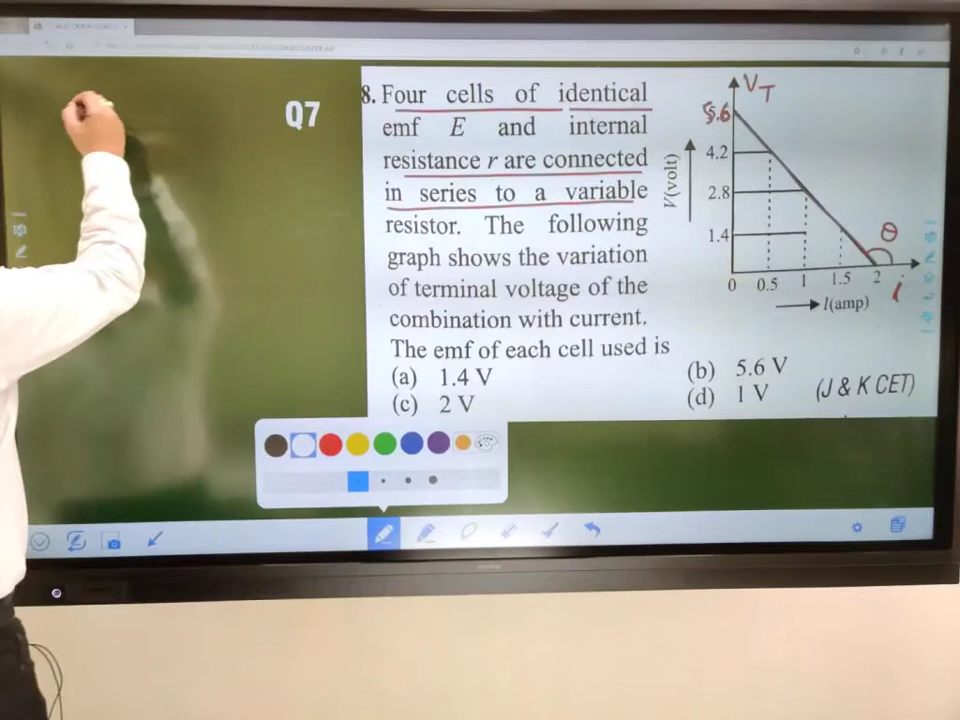 Q7
8. Four cells of identical
emf E and internal
resistance r are connected
in series to a variable
resistor. The following
graph shows the variation
of terminal voltage of the
combination with current.
The emf of each cell used is
(a) 1.4 V
(b) 5.6 V
(c) 2 V
(d) 1 V
(J & K CET)
V_T
5.6
4.2
2.8
1.4
V(volt)
θ
0 0.5 1 1.5 2
i
I(amp)